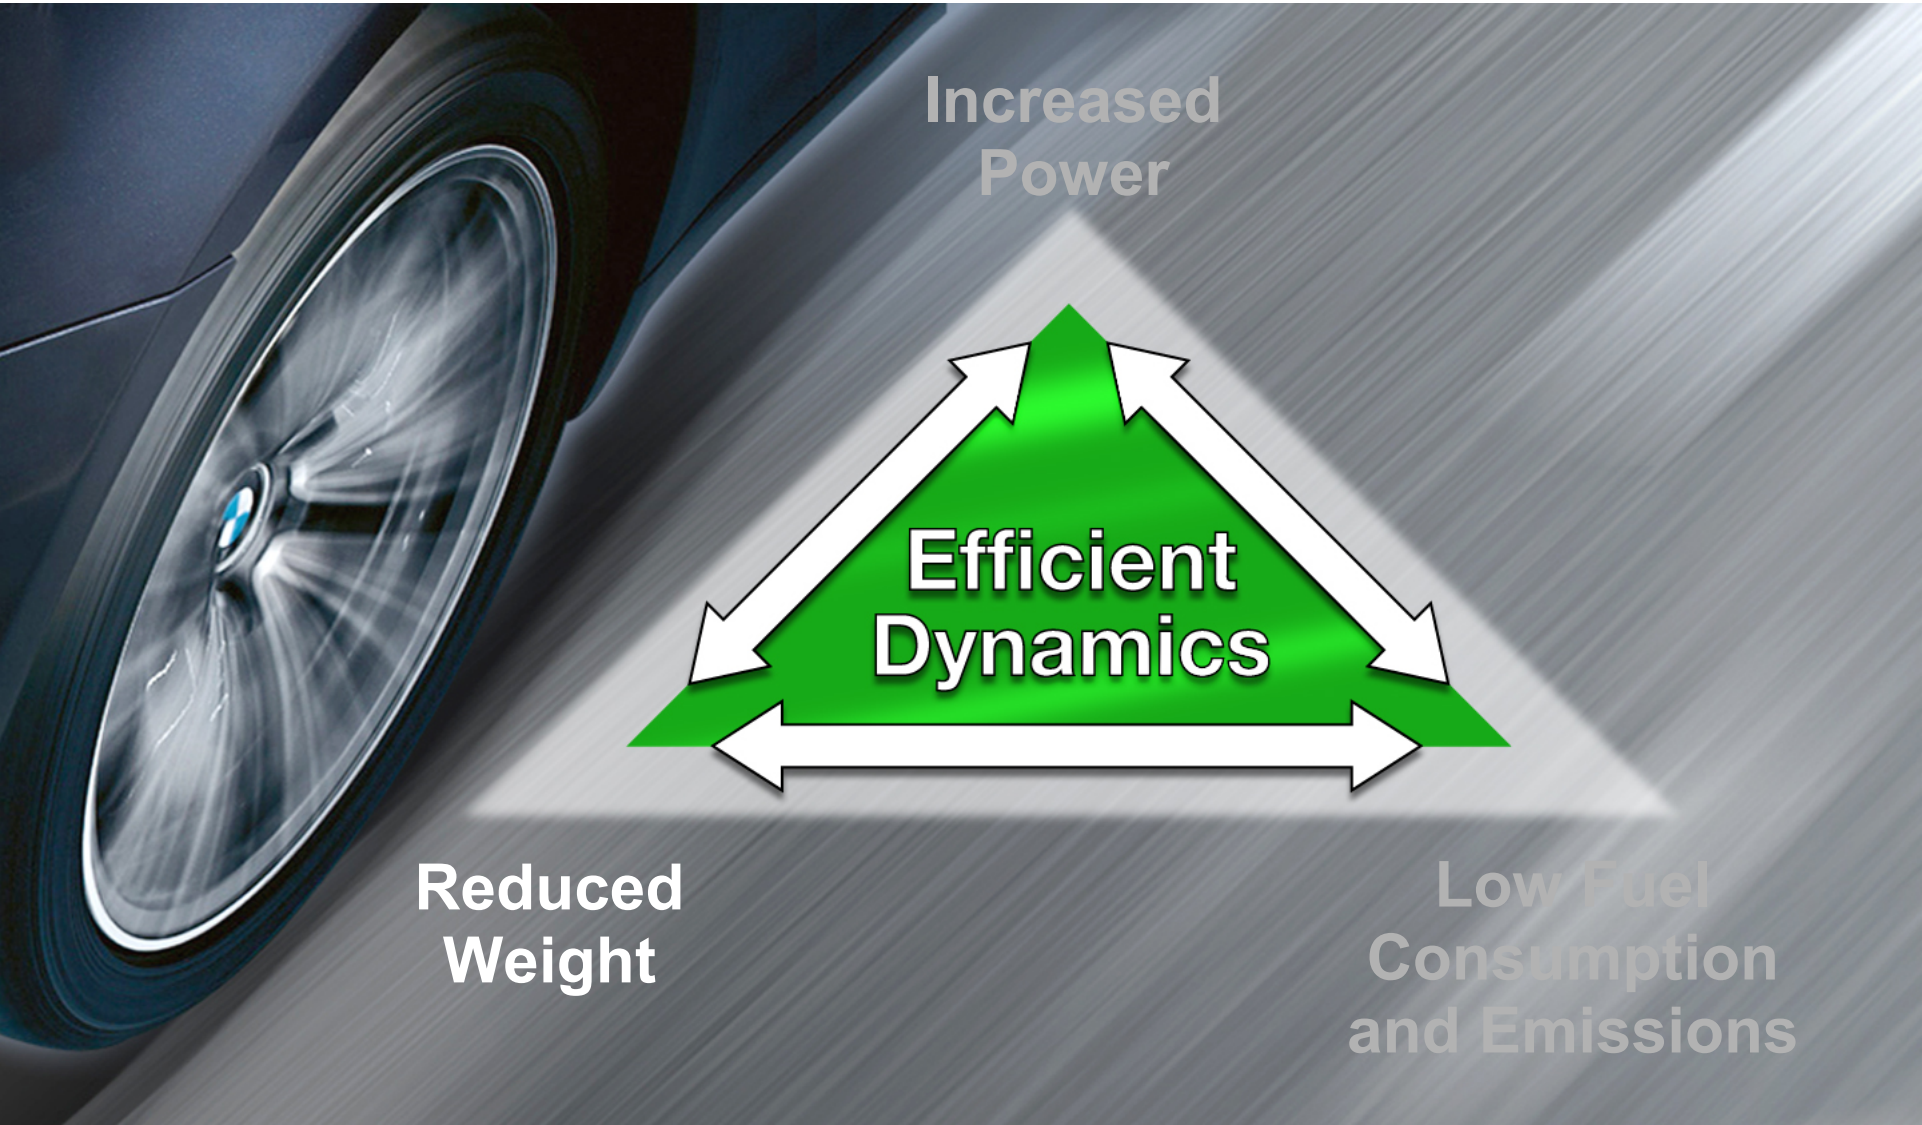 Increased
Power
Efficient
Dynamics
Reduced
Weight
Low Fuel
Consumption
and Emissions